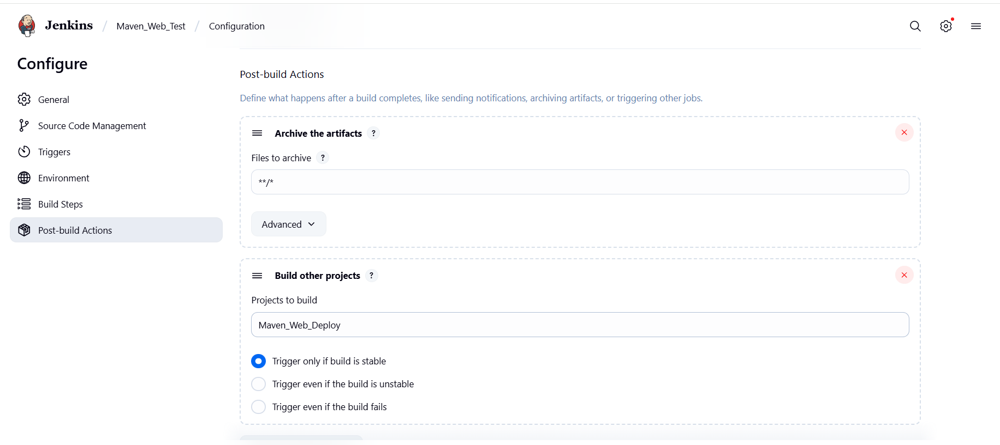 Jenkins / Maven_Web_Test / Configuration
Configure
General
Source Code Management
Triggers
Environment
Build Steps
Post-build Actions
Post-build Actions
Define what happens after a build completes, like sending notifications, archiving artifacts, or triggering other jobs.
Archive the artifacts ?
Files to archive ?
**/*
Advanced
Build other projects ?
Projects to build
Maven_Web_Deploy
Trigger only if build is stable
Trigger even if the build is unstable
Trigger even if the build fails